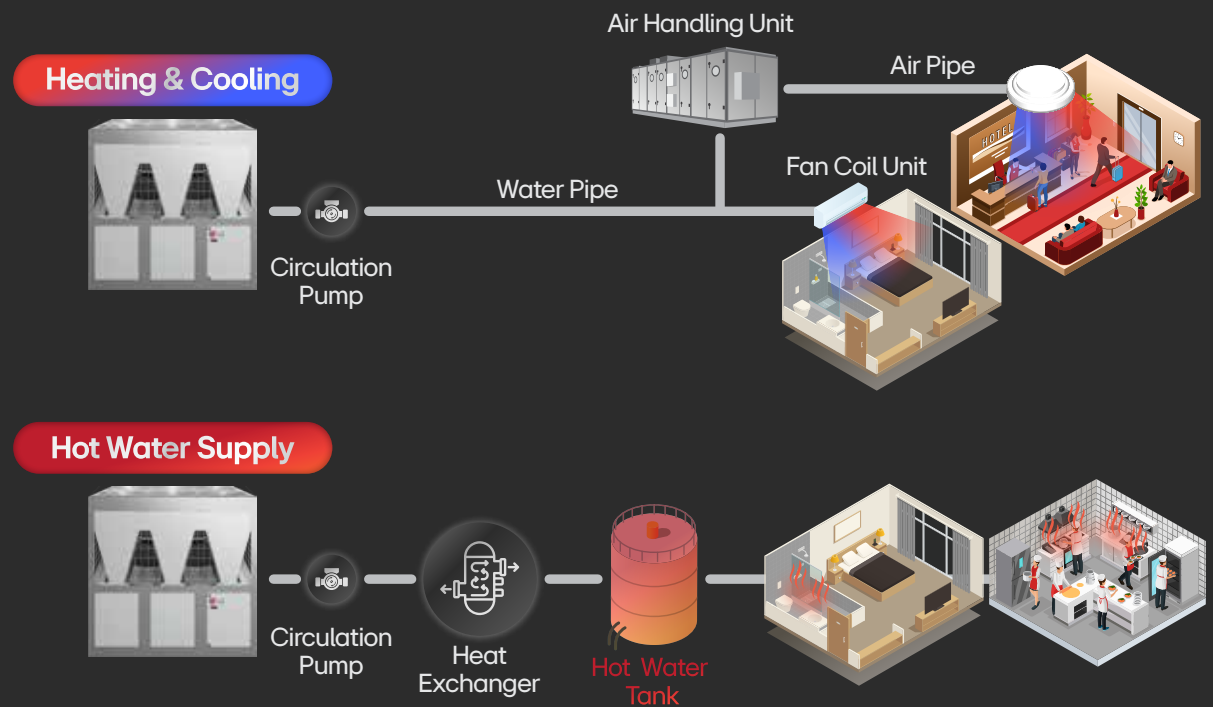 Air Handling Unit
Heating & Cooling
Air Pipe
HOTEL
Fan Coil Unit
Water Pipe
Circulation
Pump
Hot Water Supply
Circulation
Pump
Heat
Exchanger
Hot Water
Tank